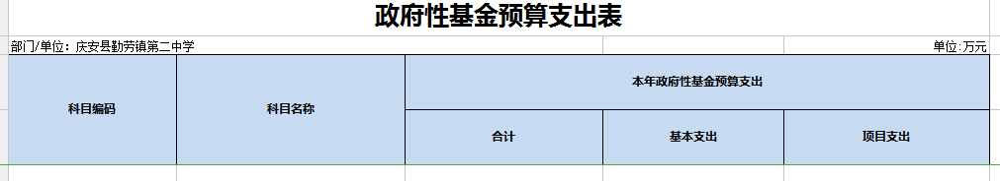 政府性基金预算支出表
部门/单位：庆安县勤劳镇第二中学 单位:万元
科目编码 科目名称 本年政府性基金预算支出
合计 基本支出 项目支出